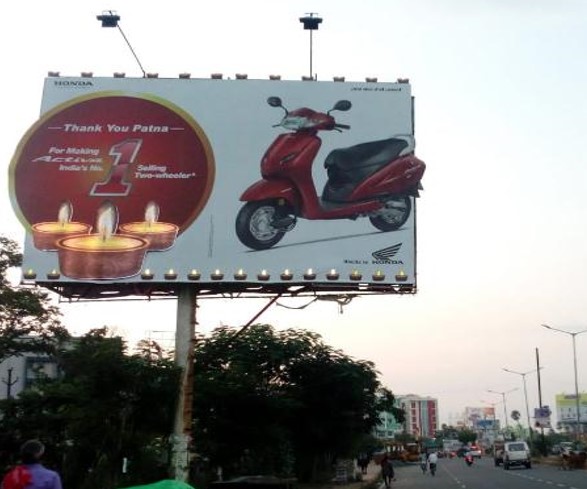 HONDA
Thank You Patna
For Making
Activa
India's No.
1
Selling
Two-wheeler*
HONDA